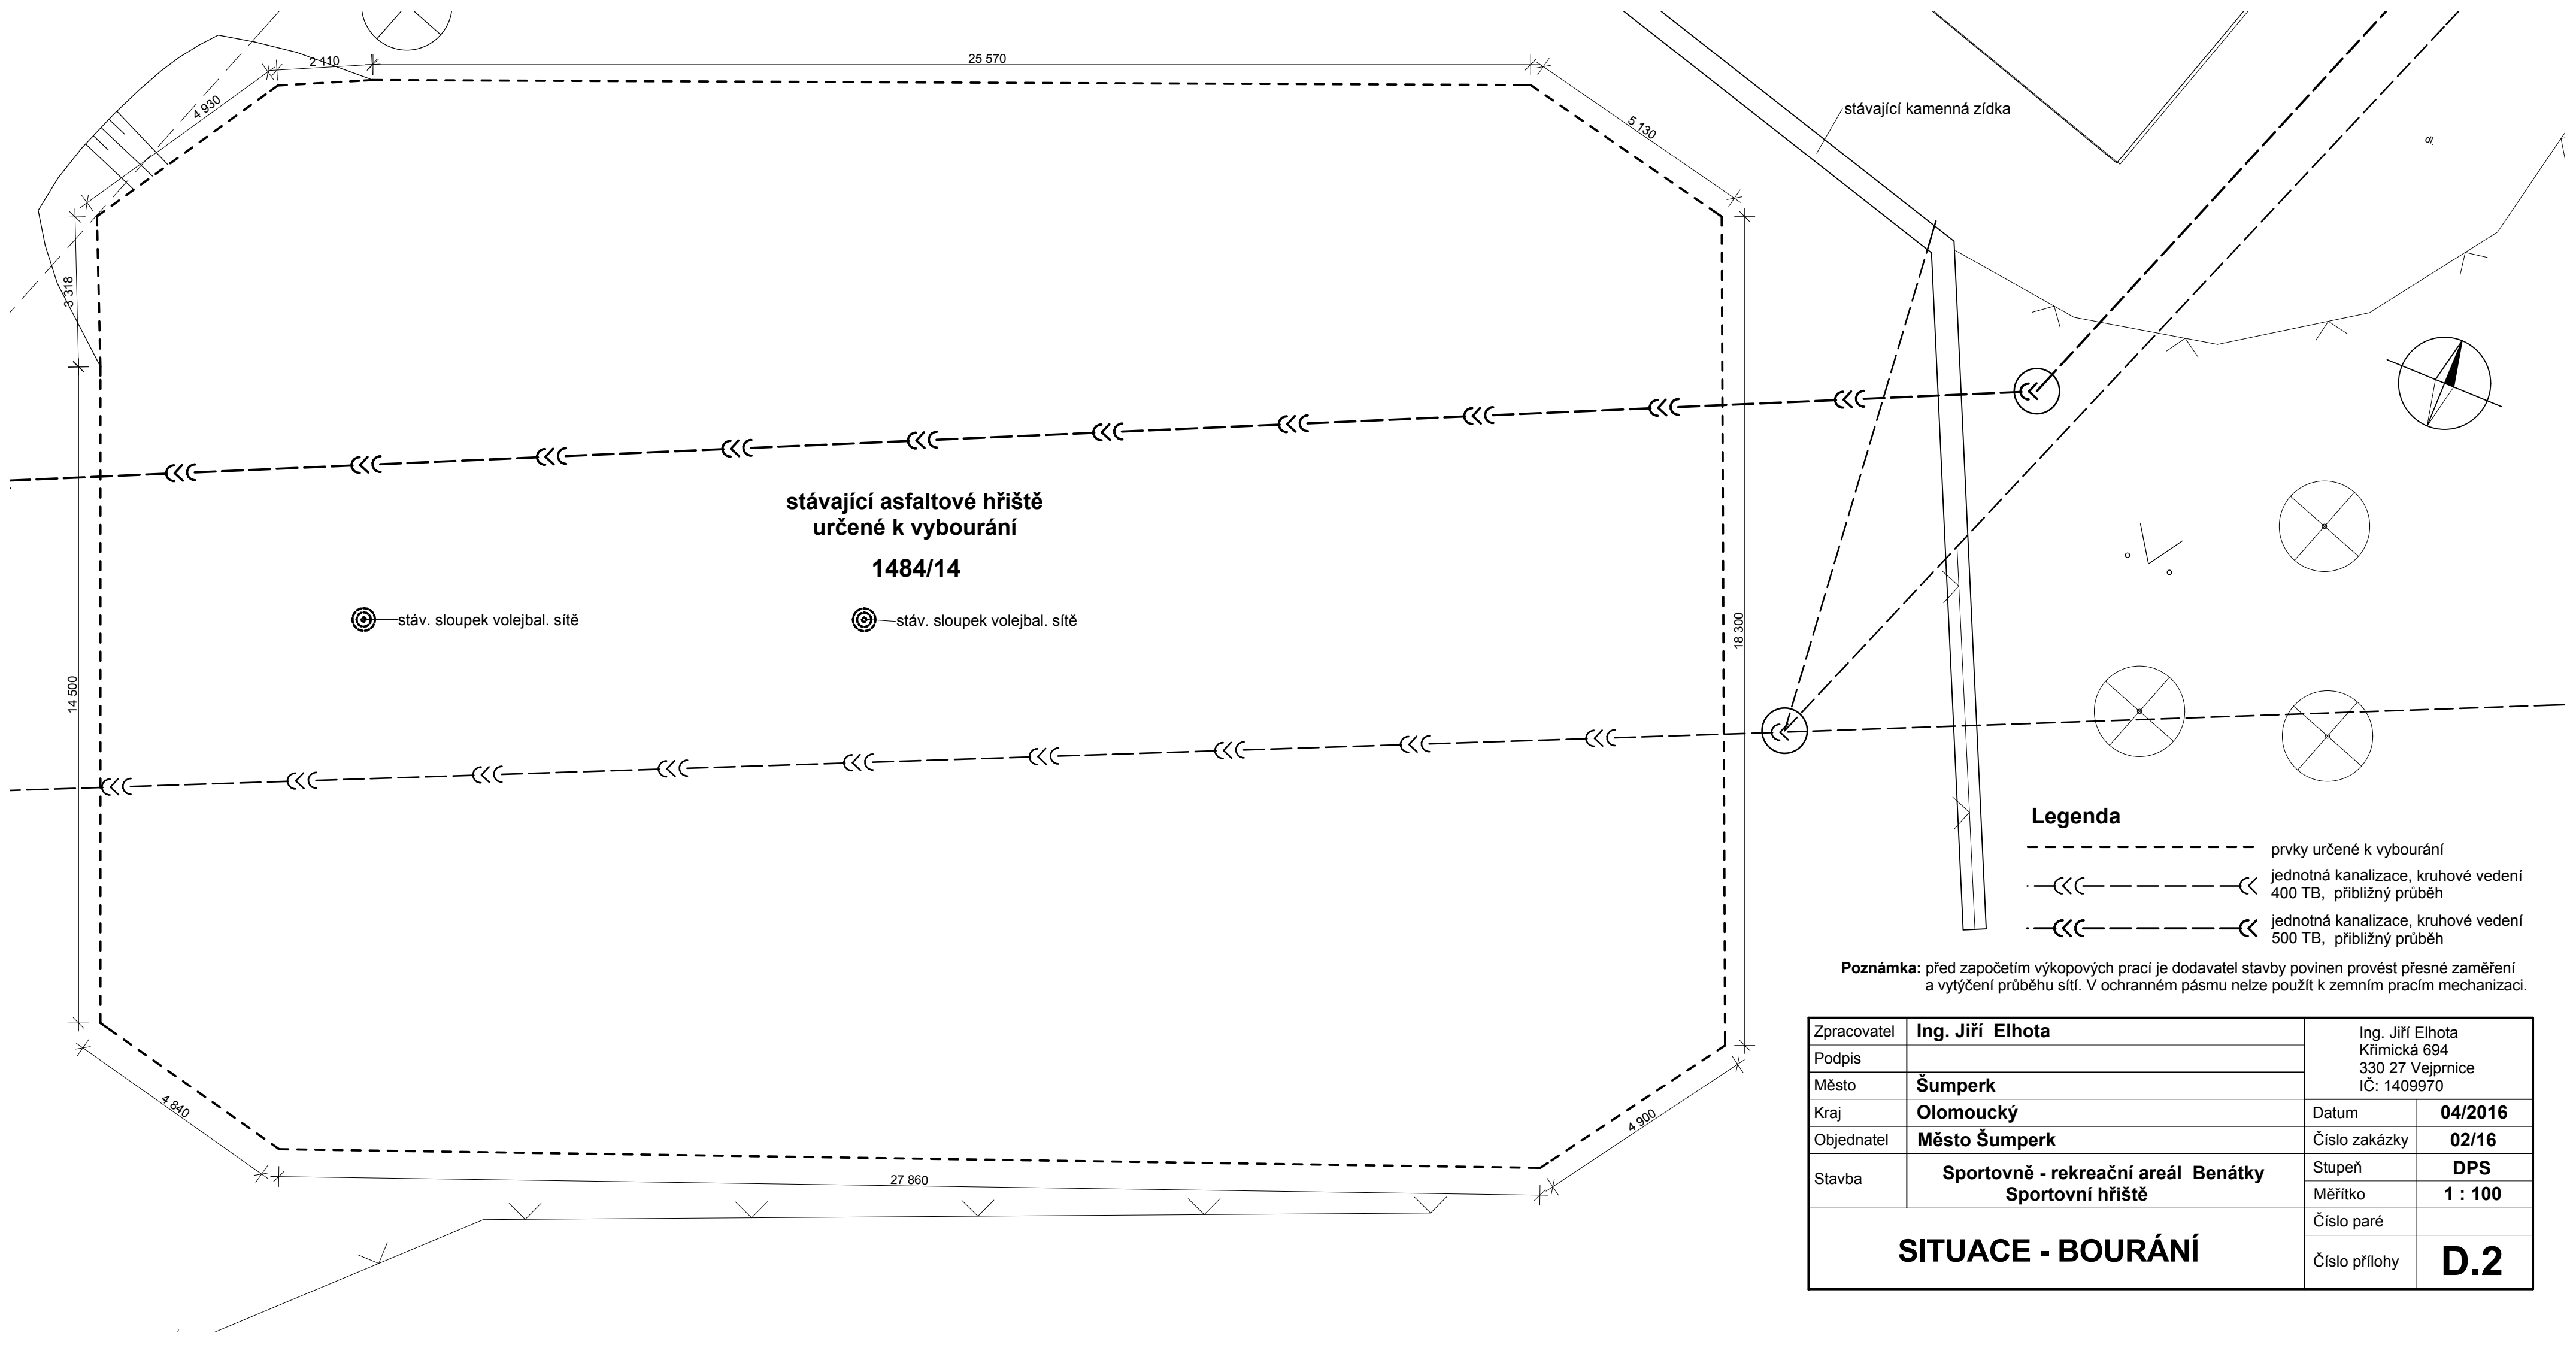 2 110
25 570
4 930
5 130
stávající kamenná zídka
dl.
3 318
stávající asfaltové hřiště
určené k vybourání
1484/14
stáv. sloupek volejbal. sítě
stáv. sloupek volejbal. sítě
18 300
14 500
4 840
4 900
27 860
Legenda
prvky určené k vybourání
jednotná kanalizace, kruhové vedení
400 TB, přibližný průběh
jednotná kanalizace, kruhové vedení
500 TB, přibližný průběh
Poznámka: před započetím výkopových prací je dodavatel stavby povinen provést přesné zaměření
a vytýčení průběhu sítí. V ochranném pásmu nelze použít k zemním pracím mechanizaci.
Zpracovatel Ing. Jiří Elhota
Podpis
Město Šumperk
Kraj Olomoucký
Objednatel Město Šumperk
Stavba Sportovně - rekreační areál Benátky
Sportovní hřiště
SITUACE - BOURÁNÍ
Ing. Jiří Elhota
Křimická 694
330 27 Vejprnice
IČ: 1409970
Datum 04/2016
Číslo zakázky 02/16
Stupeň DPS
Měřítko 1 : 100
Číslo paré
Číslo přílohy D.2